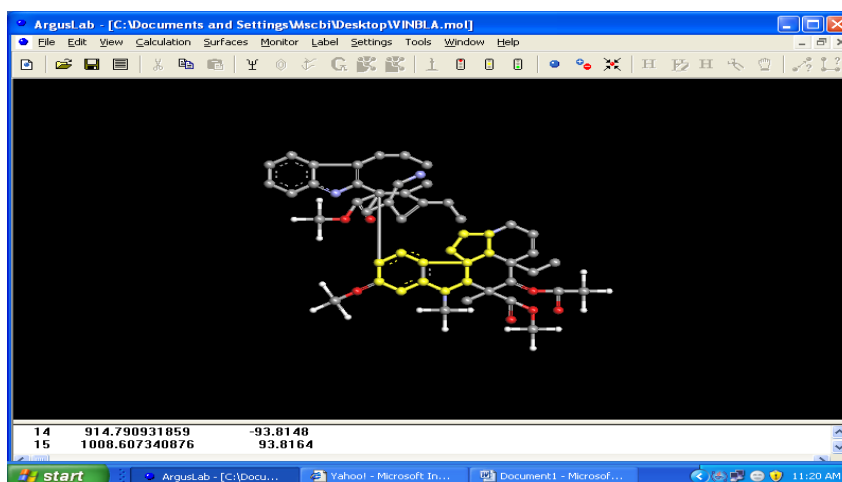 ArgusLab - [C:\Documents and Settings\Mscbi\Desktop\VINBLA.mol]
File Edit View Calculation Surfaces Monitor Label Settings Tools Window Help
14 914.790931859 -93.8148
15 1008.607340876 93.8164
start ArgusLab - [C:\Docu... Yahoo! - Microsoft In... Document1 - Microsof... 11:20 AM